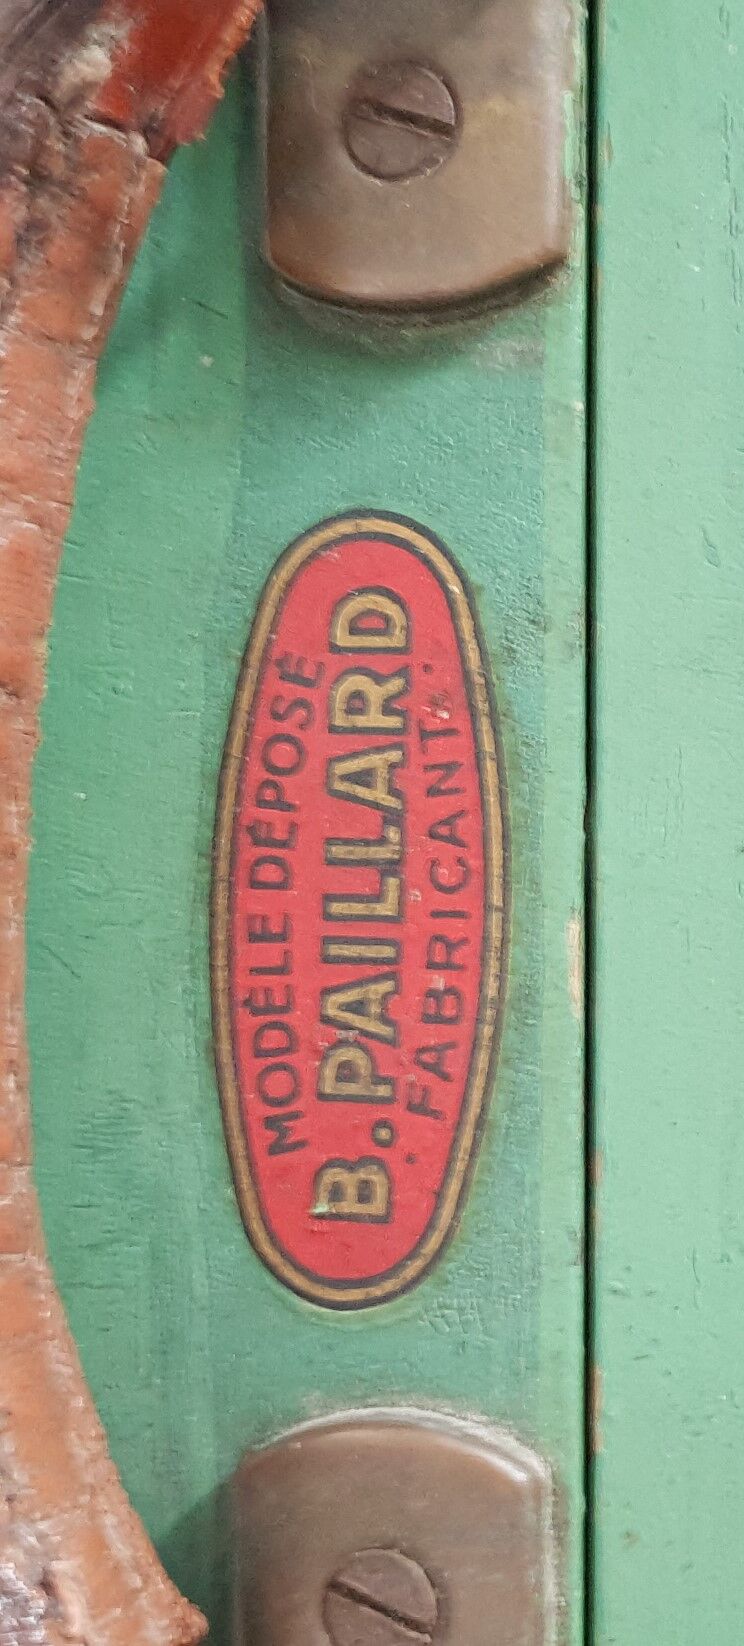 MODÈLE DÉPOSÉ
B. PAILLARD
. FABRICANT .